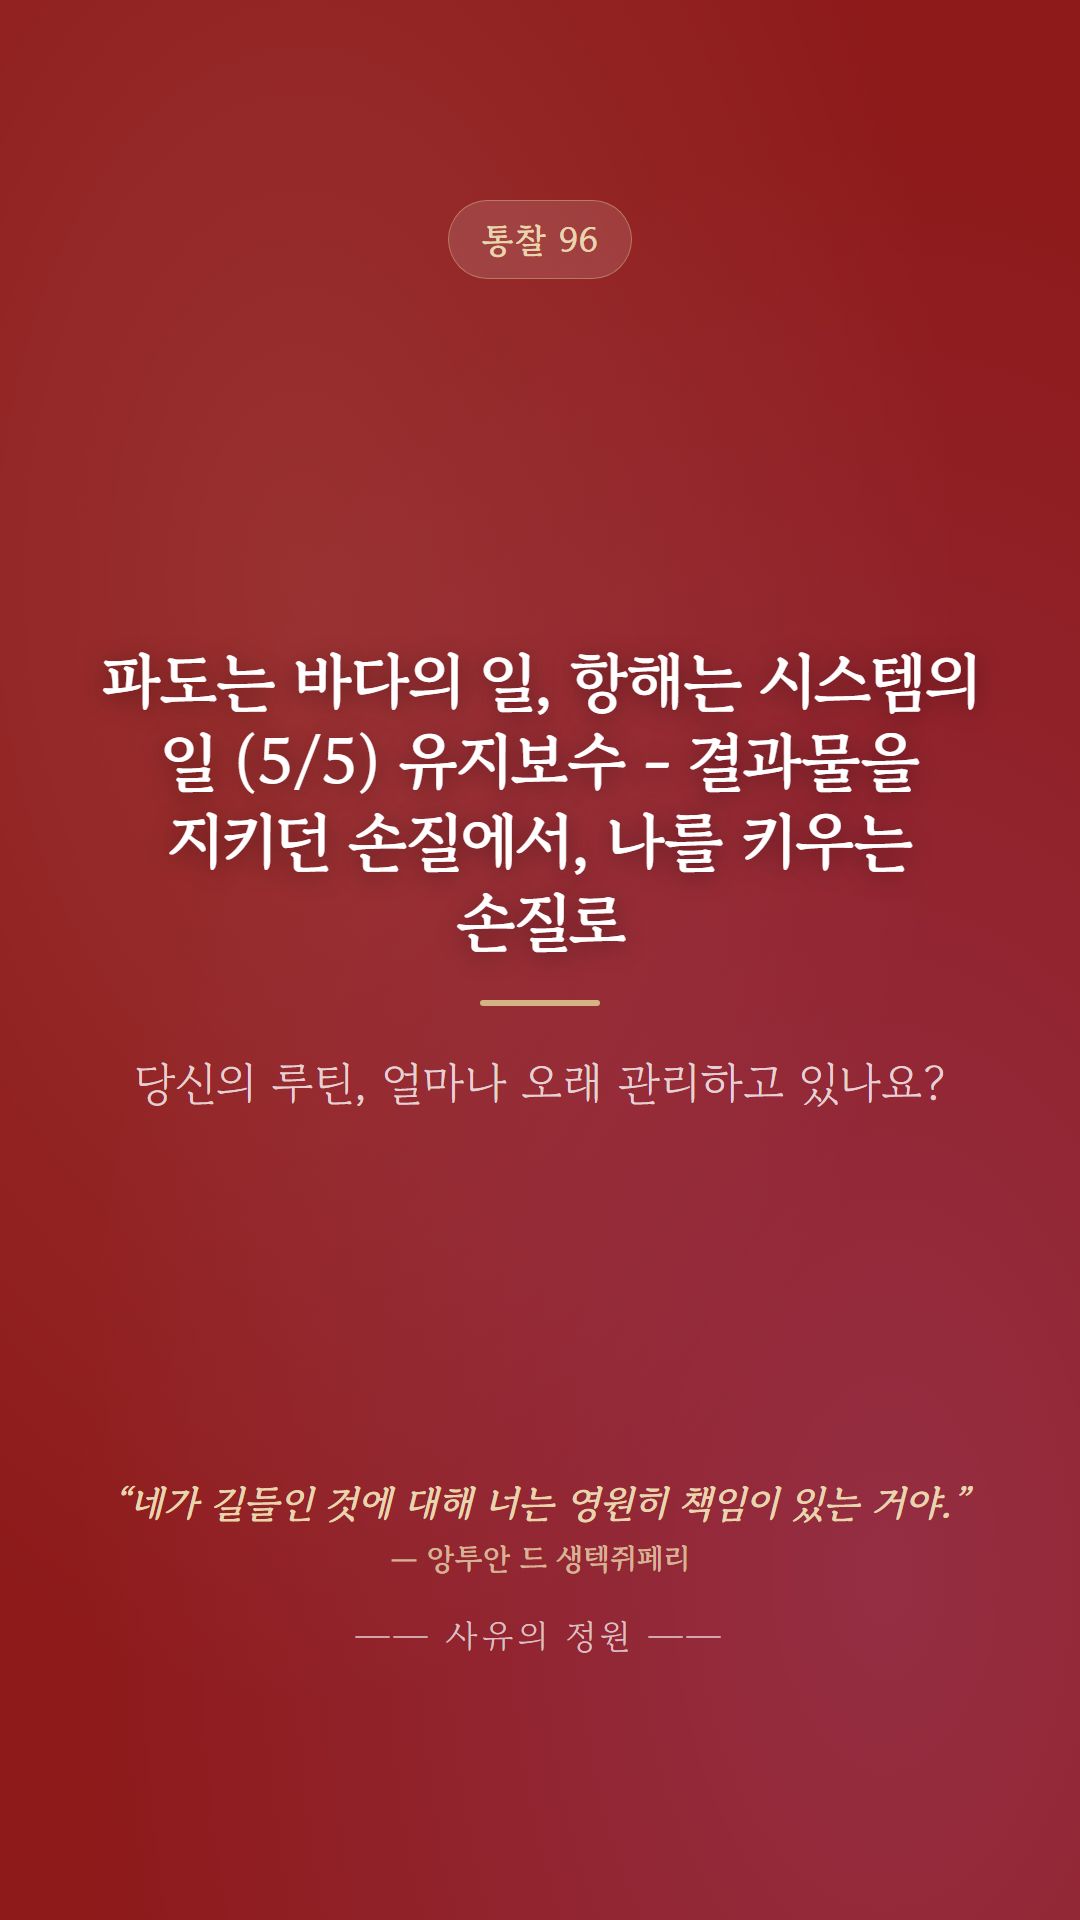 통찰 96
파도는 바다의 일, 항해는 시스템의
일 (5/5) 유지보수 - 결과물을
지키던 손질에서, 나를 키우는
손질로
당신의 루틴, 얼마나 오래 관리하고 있나요?
“네가 길들인 것에 대해 너는 영원히 책임이 있는 거야.”
— 앙투안 드 생텍쥐페리
—— 사유의 정원 ——